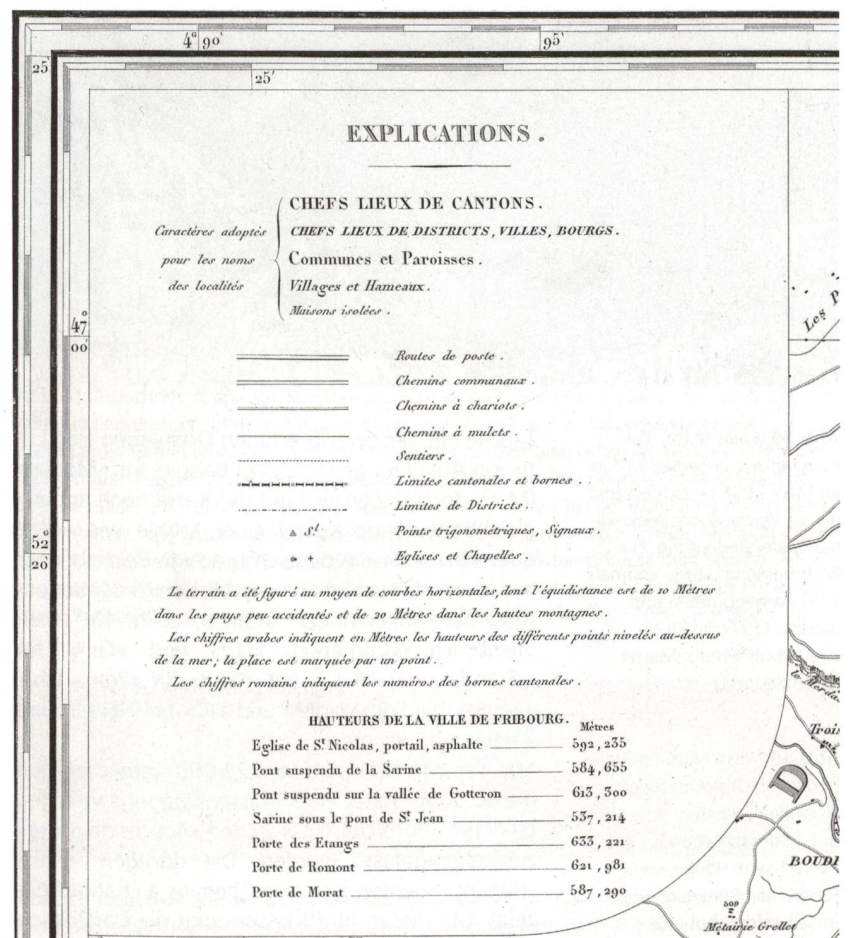 4° 90' 95'
25'
25'
EXPLICATIONS.
CHEFS LIEUX DE CANTONS.
Caractéres adoptés CHEFS LIEUX DE DISTRICTS, VILLES, BOURGS.
pour les noms Communes et Paroisses.
des localités Villages et Hameaux.
Maisons isolées.
47°
00'
Les P
Routes de poste.
Chemins communaux.
Chemins à chariots.
Chemins à mulets.
Sentiers.
Limites cantonales et bornes..
Limites de Districts.
S.l Points trigonométriques, Signaux.
52°
20'
Eglises et Chapelles.
Le terrain a été figuré au moyen de courbes horizontales, dont l'équidistance est de 10 Mètres
dans les pays peu accidentés et de 20 Mètres dans les hautes montagnes.
Les chiffres arabes indiquent en Mètres les hauteurs des différents points nivelés au-dessus
de la mer; la place est marquée par un point.
Les chiffres romains indiquent les numéros des bornes cantonales.
HAUTEURS DE LA VILLE DE FRIBOURG. Mètres
Eglise de St Nicolas, portail, asphalte 592,235
Pont suspendu de la Sarine 584,655
Pont suspendu sur la vallée de Gotteron 613,300
Sarine sous le pont de St Jean 537,214
Porte des Etangs 633,221
Porte de Romont 621,981
Porte de Morat 587,290
Trois
D
BOUDI
Métairie Grollet